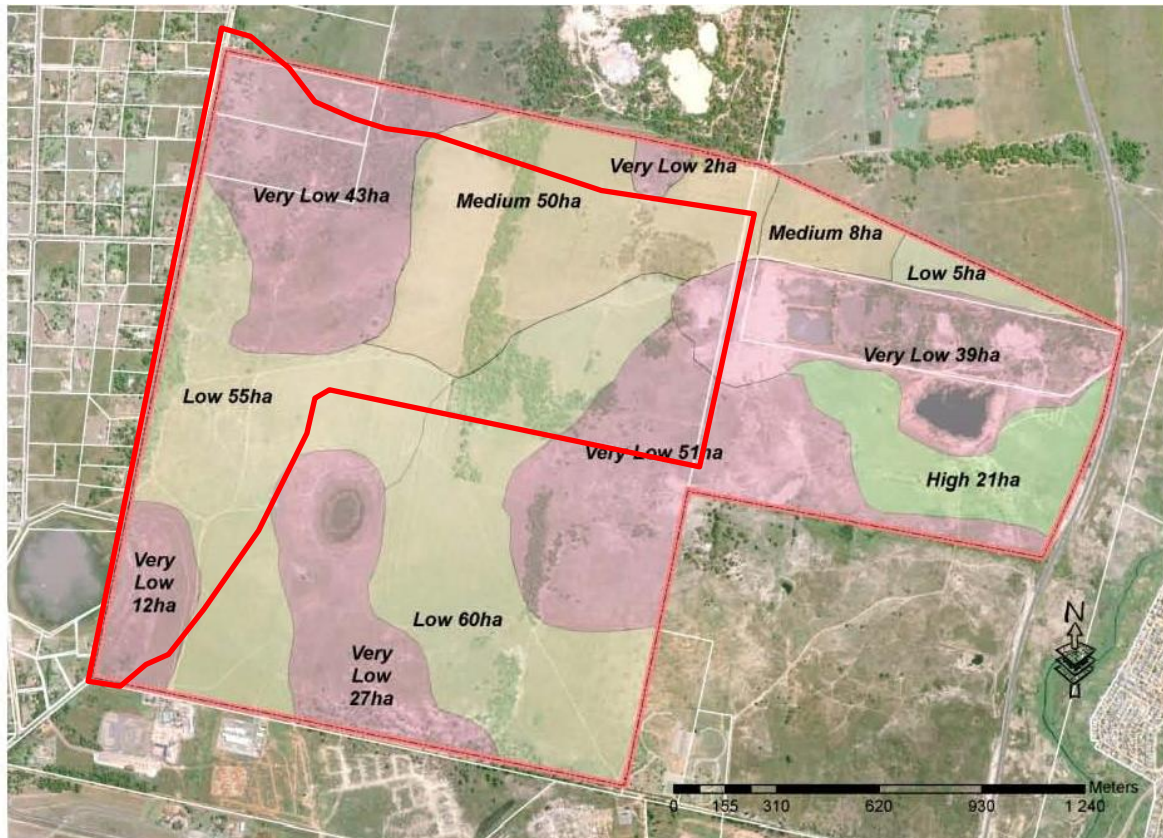 Very Low 2ha
Very Low 43ha
Medium 50ha
Medium 8ha
Low 5ha
Very Low 39ha
Low 55ha
Very Low 51ha
High 21ha
Very
Low
12ha
Low 60ha
Very
Low
27ha
N
Meters
0 155 310 620 930 1 240